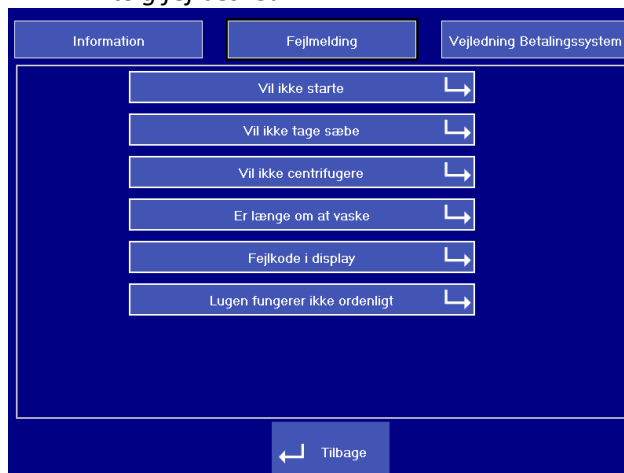 Information
Fejlmelding
Vejledning Betalingssystem
Vil ikke starte
Vil ikke tage sæbe
Vil ikke centrifugere
Er længe om at vaske
Fejlkode i display
Lugen fungerer ikke ordenligt
Tilbage